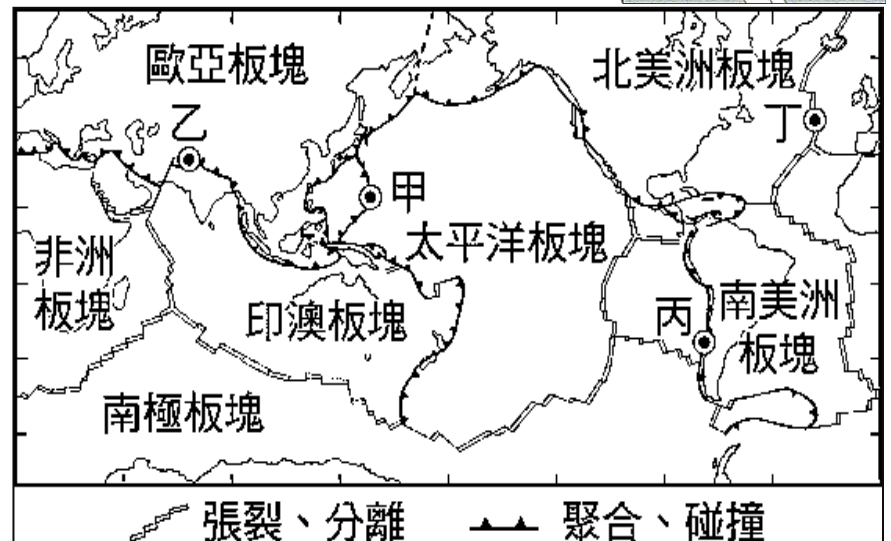 歐亞板塊
北美洲板塊
乙
丁
甲
太平洋板塊
非洲
板塊
印澳板塊
丙
南美洲
板塊
南極板塊
張裂、分離
聚合、碰撞